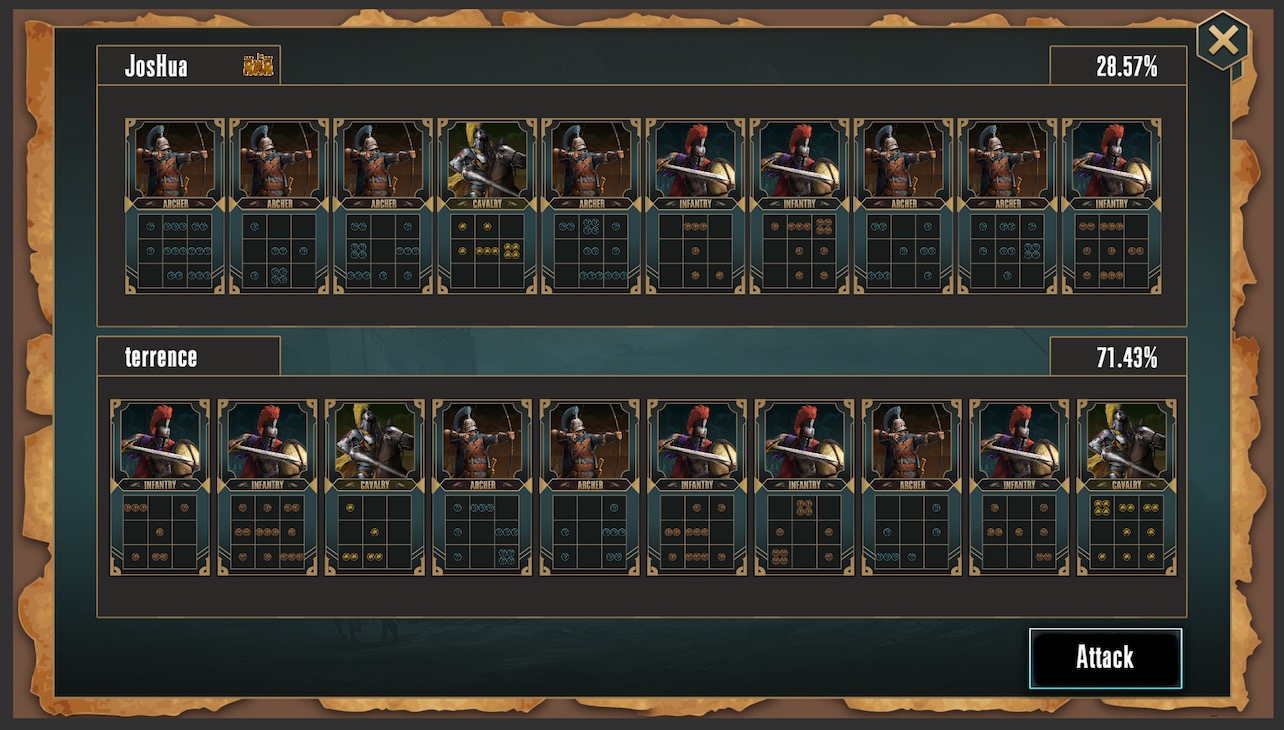 JosHua
28.57%
ARCHER ARCHER ARCHER CAVALRY ARCHER INFANTRY INFANTRY ARCHER ARCHER INFANTRY
terrence
71.43%
INFANTRY INFANTRY CAVALRY ARCHER ARCHER INFANTRY INFANTRY ARCHER INFANTRY CAVALRY
Attack